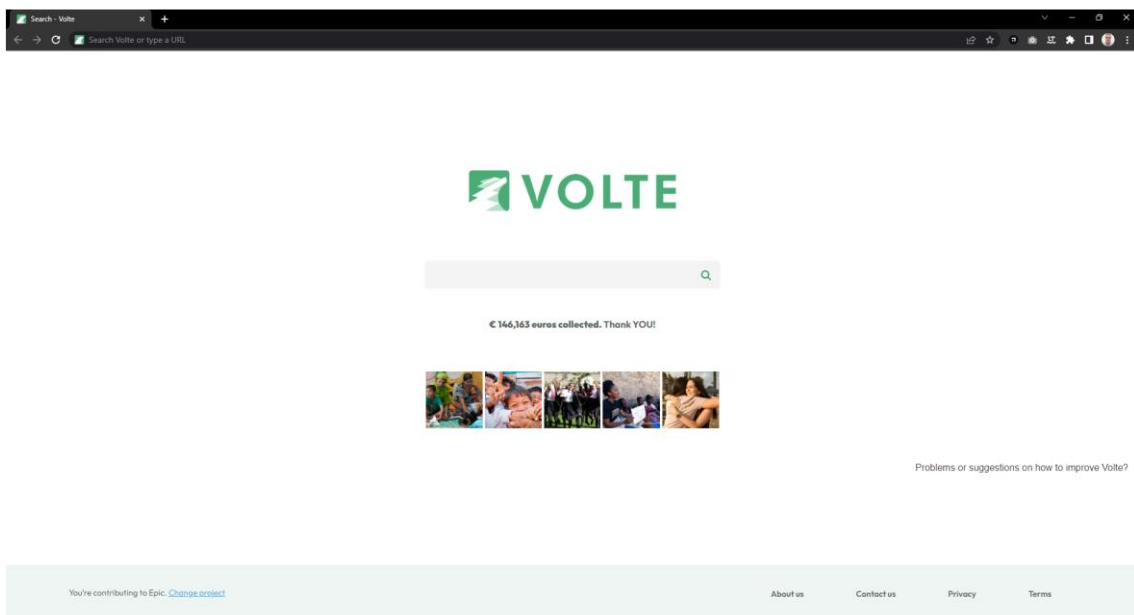 Search - Volte
Search Volte or type a URL
VOLTE
€ 146,163 euros collected. Thank YOU!
Problems or suggestions on how to improve Volte?
You're contributing to Epic. Change project
About us
Contact us
Privacy
Terms